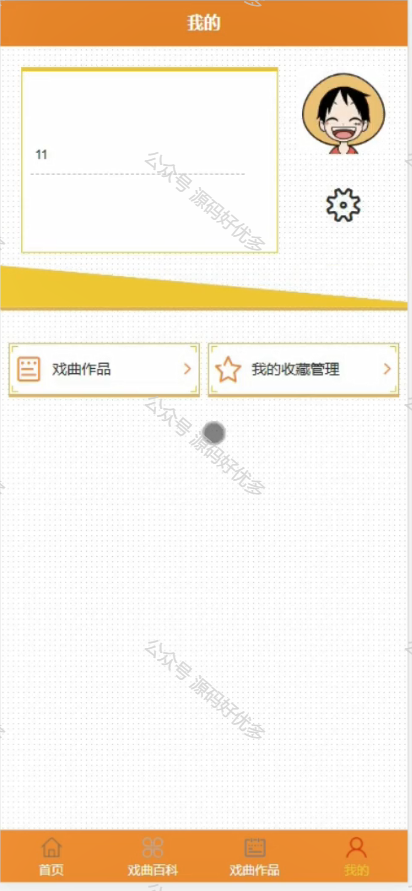 我的
11
公众号 源码好优多
戏曲作品
我的收藏管理
公众号 源码好优多
公众号 源码好优多
首页
戏曲百科
戏曲作品
我的